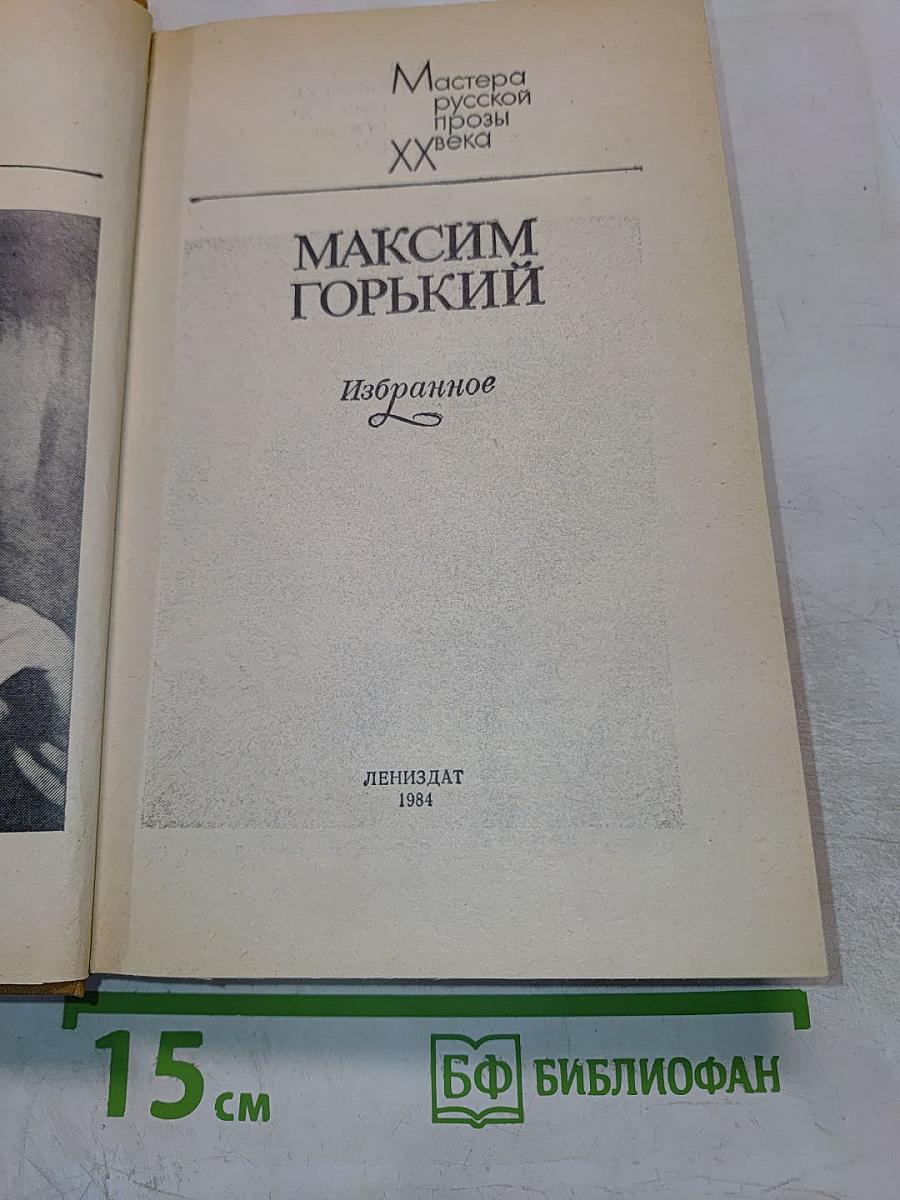 Мастера
русской
прозы
XX века
МАКСИМ
ГОРЬКИЙ
Избранное
ЛЕНИЗДАТ
1984
15 см
БФ БИБЛИОФАН